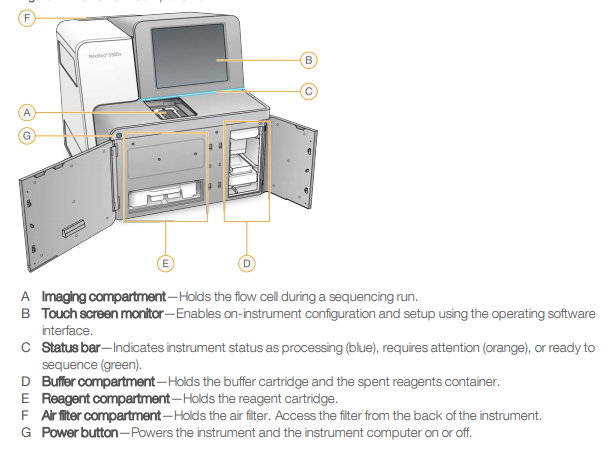 F
NextSeq 550Dx
B
C
A
G
E
D
A Imaging compartment—Holds the flow cell during a sequencing run.
B Touch screen monitor—Enables on-instrument configuration and setup using the operating software
interface.
C Status bar—Indicates instrument status as processing (blue), requires attention (orange), or ready to
sequence (green).
D Buffer compartment—Holds the buffer cartridge and the spent reagents container.
E Reagent compartment—Holds the reagent cartridge.
F Air filter compartment—Holds the air filter. Access the filter from the back of the instrument.
G Power button—Powers the instrument and the instrument computer on or off.